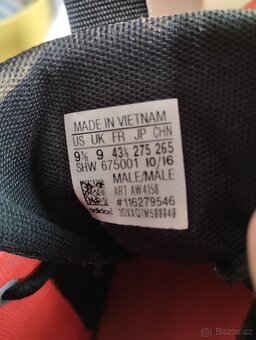 MADE IN VIETNAM
US UK FR JP CHN
9½ 9 43⅓ 275 265
SHW 675001 10/16
MALE/MALE
ART AW4158
#116279546
adidas
Bazos.cz